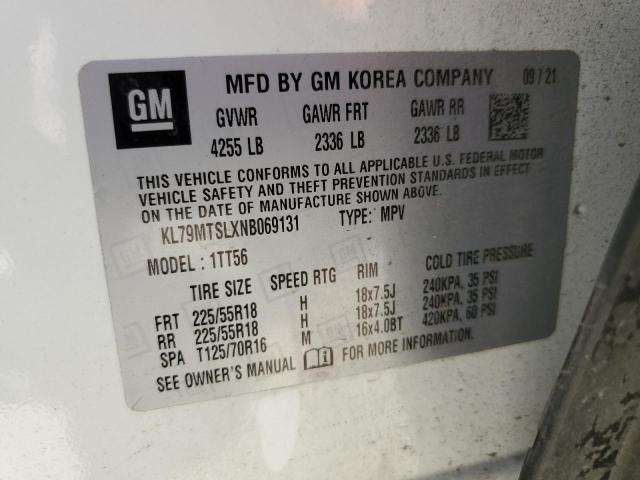 GM MFD BY GM KOREA COMPANY 09 / 21
GVWR GAWR FRT GAWR RR
4255 LB 2336 LB 2336 LB
THIS VEHICLE CONFORMS TO ALL APPLICABLE U.S. FEDERAL MOTOR
VEHICLE SAFETY AND THEFT PREVENTION STANDARDS IN EFFECT
ON THE DATE OF MANUFACTURE SHOWN ABOVE.
KL79MTSLXNB069131 TYPE: MPV
MODEL : 1TT56
TIRE SIZE SPEED RTG RIM COLD TIRE PRESSURE
FRT 225/55R18 H 18x7.5J 240KPA, 35 PSI
RR 225/55R18 H 18x7.5J 240KPA, 35 PSI
SPA T125/70R16 M 16x4.0BT 420KPA, 60 PSI
SEE OWNER'S MANUAL FOR MORE INFORMATION.